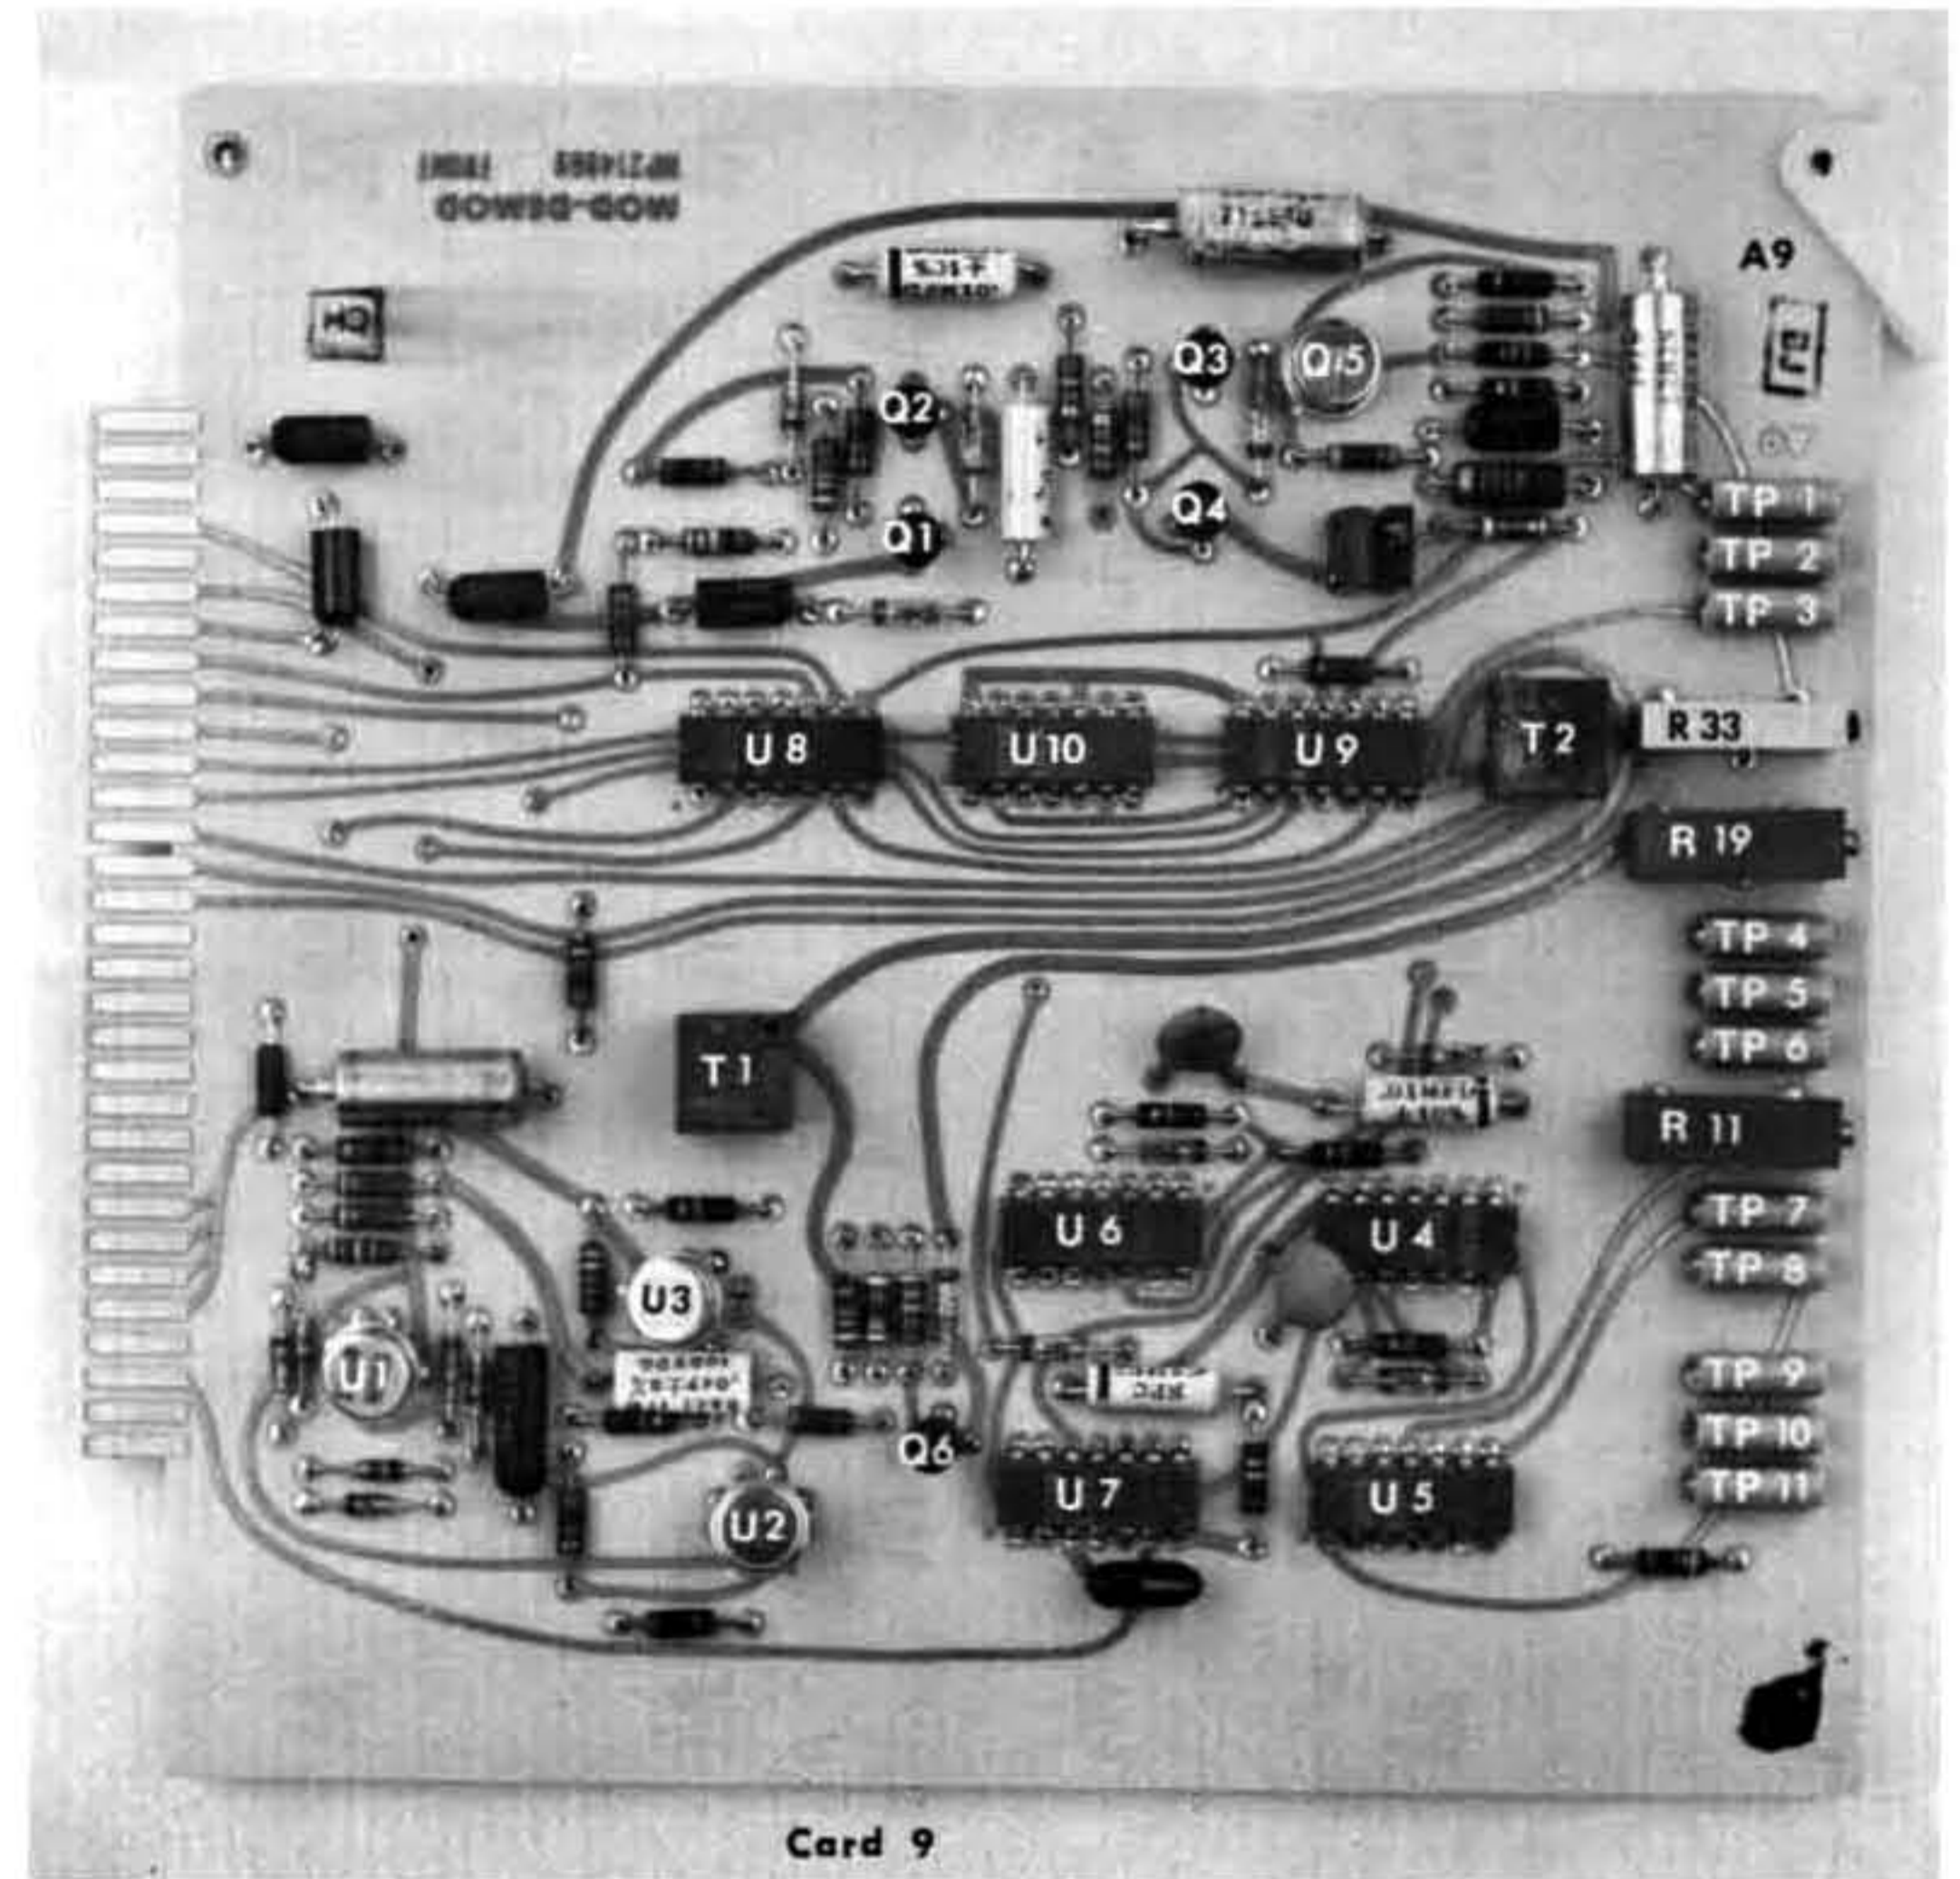 MOD-DEMOD
A9
Q3
Q15
Q2
Q4
Q1
TP 1
TP 2
TP 3
U 8
U 10
U 9
T 2
R 33
R 19
TP 4
TP 5
TP 6
T 1
R 11
U 6
U 4
TP 7
TP 8
U3
U1
TP 9
Q6
TP 10
U 7
U 5
TP 11
U2
Card 9